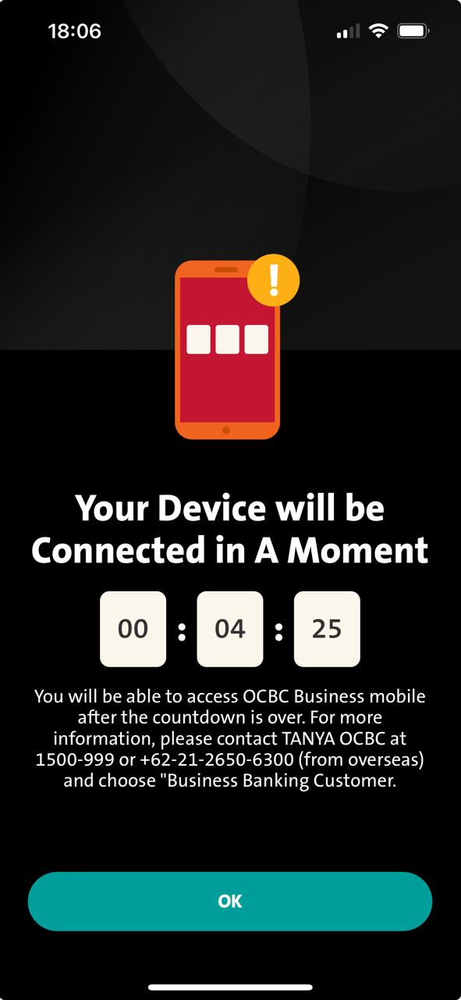 18:06
!
Your Device will be
Connected in A Moment
00 : 04 : 25
You will be able to access OCBC Business mobile
after the countdown is over. For more
information, please contact TANYA OCBC at
1500-999 or +62-21-2650-6300 (from overseas)
and choose "Business Banking Customer.
OK